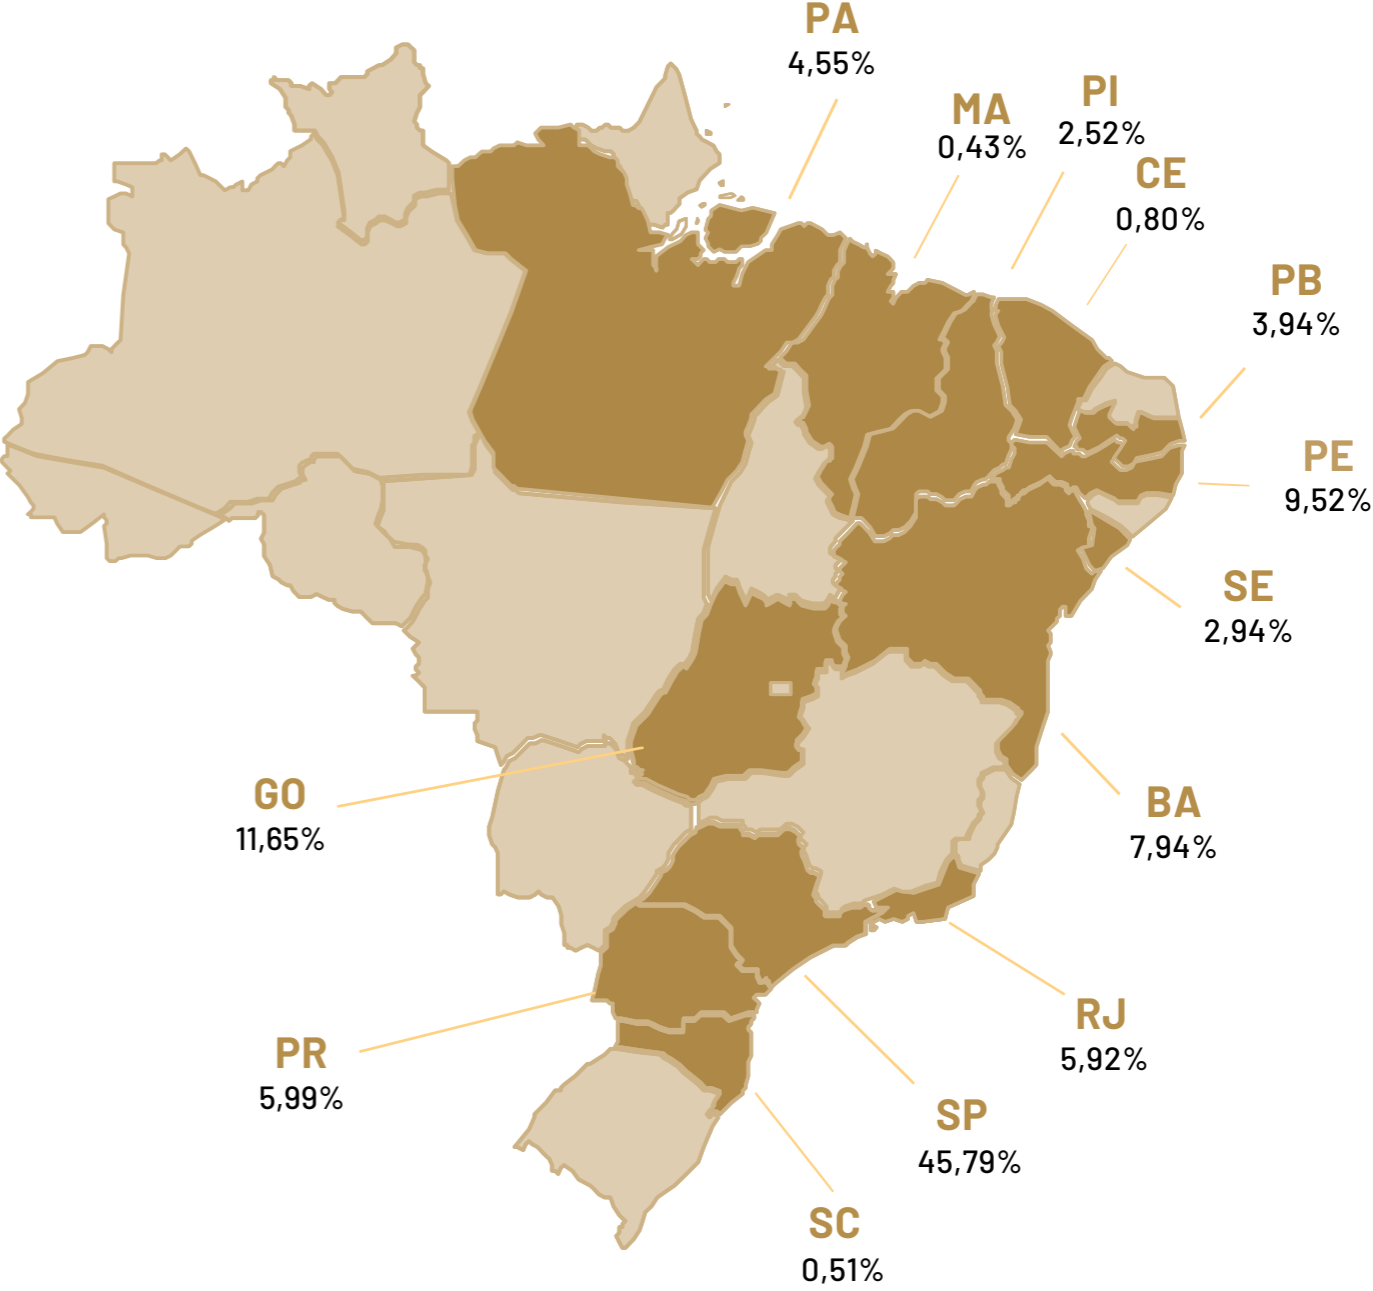 PA
4,55%
MA
0,43%
PI
2,52%
CE
0,80%
PB
3,94%
PE
9,52%
SE
2,94%
BA
7,94%
GO
11,65%
RJ
5,92%
PR
5,99%
SP
45,79%
SC
0,51%